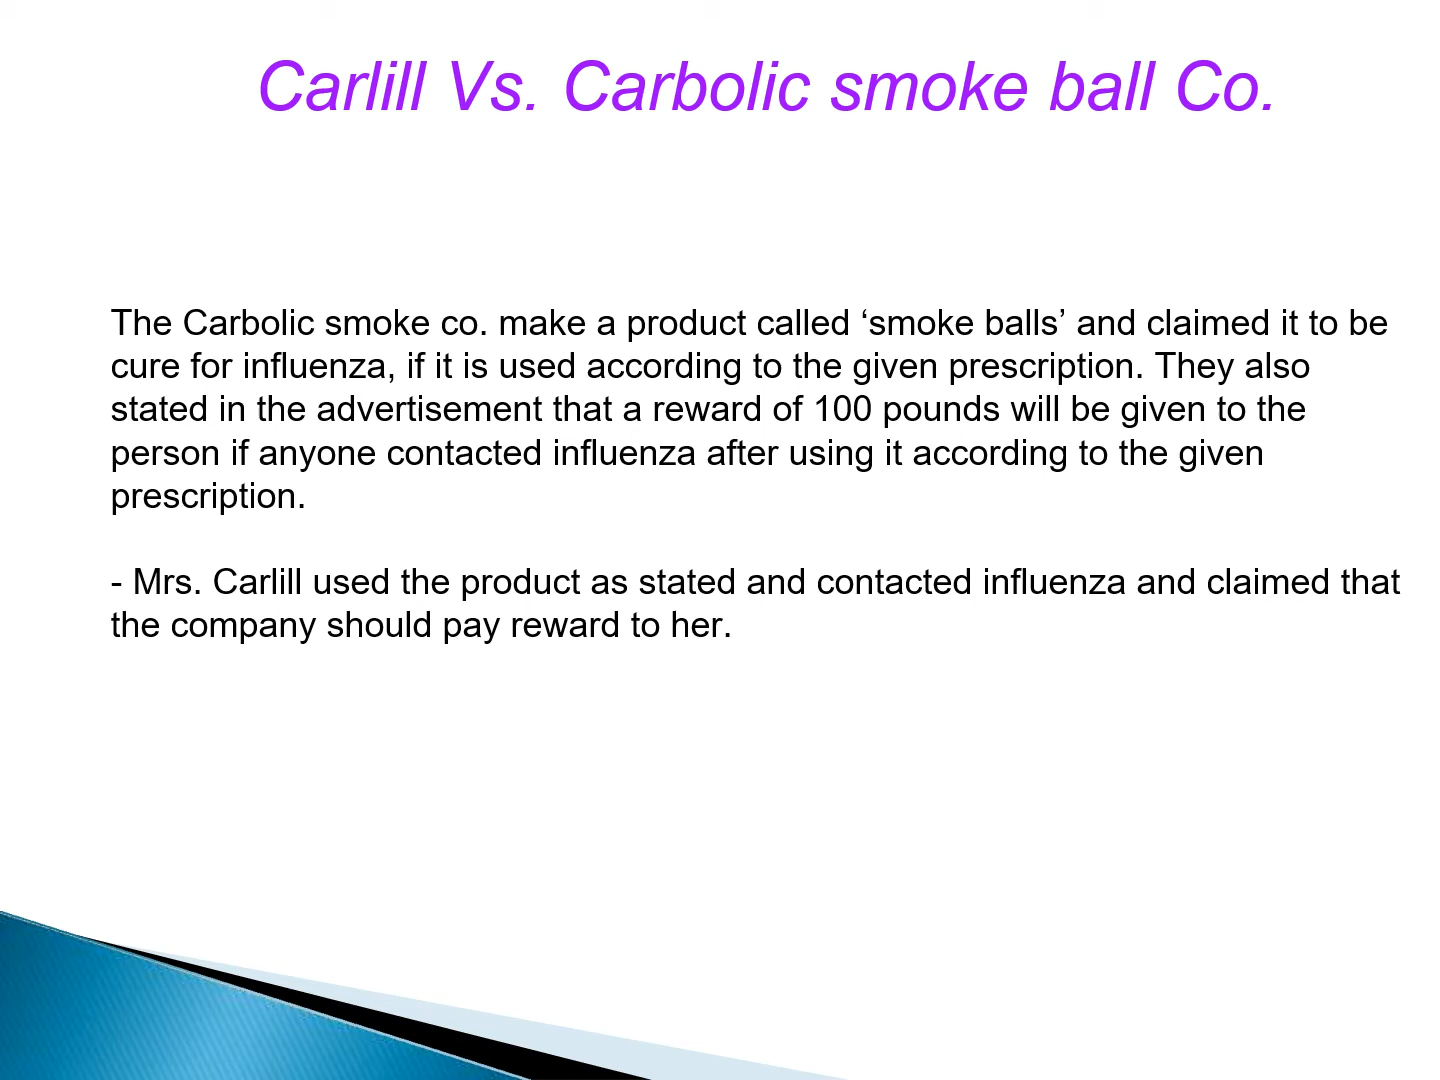 Carlill Vs. Carbolic smoke ball Co.
The Carbolic smoke co. make a product called ‘smoke balls’ and claimed it to be
cure for influenza, if it is used according to the given prescription. They also
stated in the advertisement that a reward of 100 pounds will be given to the
person if anyone contacted influenza after using it according to the given
prescription.
- Mrs. Carlill used the product as stated and contacted influenza and claimed that
the company should pay reward to her.